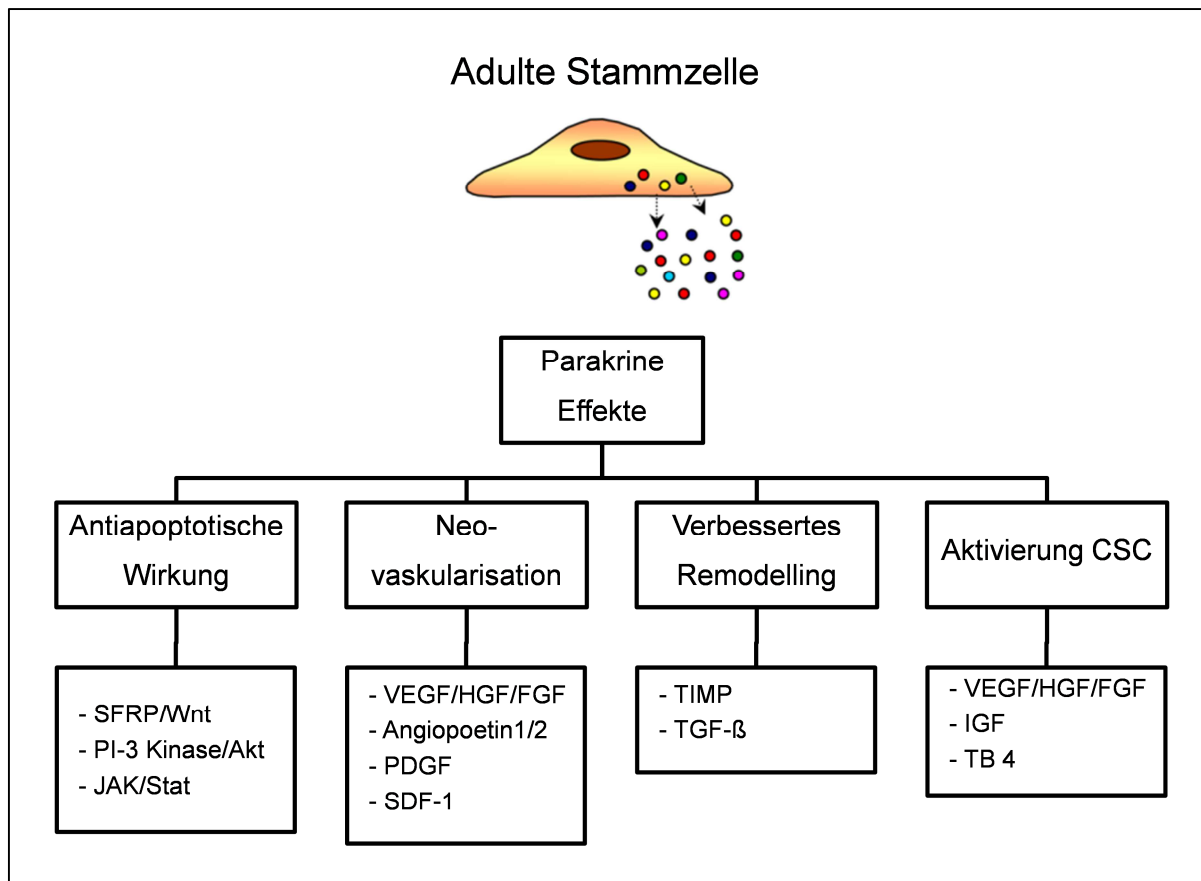 Adulte Stammzelle
Parakrine
Effekte
Antiapoptotische
Wirkung
Neo-
vaskularisation
Verbessertes
Remodelling
Aktivierung CSC
- SFRP/Wnt
- PI-3 Kinase/Akt
- JAK/Stat
- VEGF/HGF/FGF
- Angiopoetin1/2
- PDGF
- SDF-1
- TIMP
- TGF-ß
- VEGF/HGF/FGF
- IGF
- TB 4